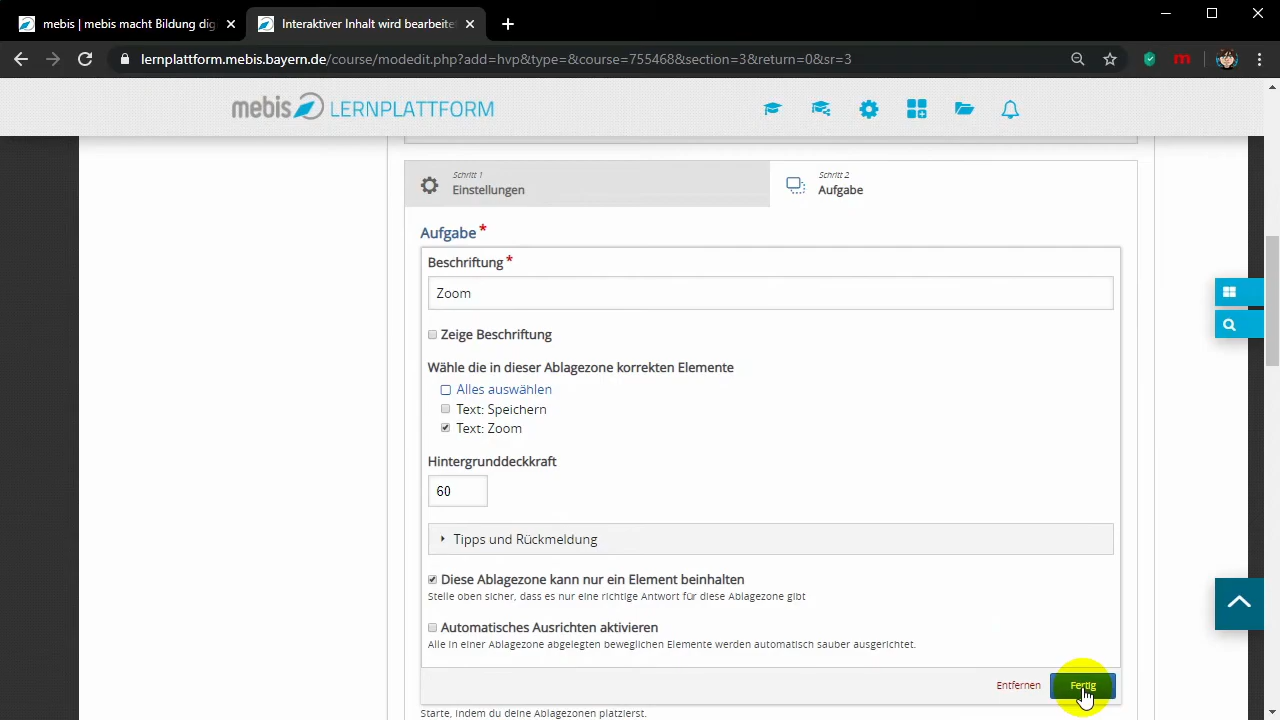 mebis | mebis macht Bildung dig
Interaktiver Inhalt wird bearbeite
lernplattform.mebis.bayern.de/course/modedit.php?adtl=hvp&type=&course=755468&section=3&return=0&sr=3
m
mebis LERNPLATTFORM
Schritt 1
Einstellungen
Schritt 2
Aufgabe
Aufgabe *
Beschriftung *
Zoom
Zeige Beschriftung
Wähle die in dieser Ablagezone korrekten Elemente
Alles auswählen
Text: Speichern
Text: Zoom
Hintergrunddeckkraft
60
Tipps und Rückmeldung
Diese Ablagezone kann nur ein Element beinhalten
Stelle oben sicher, dass es nur eine richtige Antwort für diese Ablagezone gibt
Automatisches Ausrichten aktivieren
Alle in einer Ablagezone abgelegten beweglichen Elemente werden automatisch sauber ausgerichtet.
Entfernen
Fertig
Starte, indem du deine Ablagezonen platzierst.